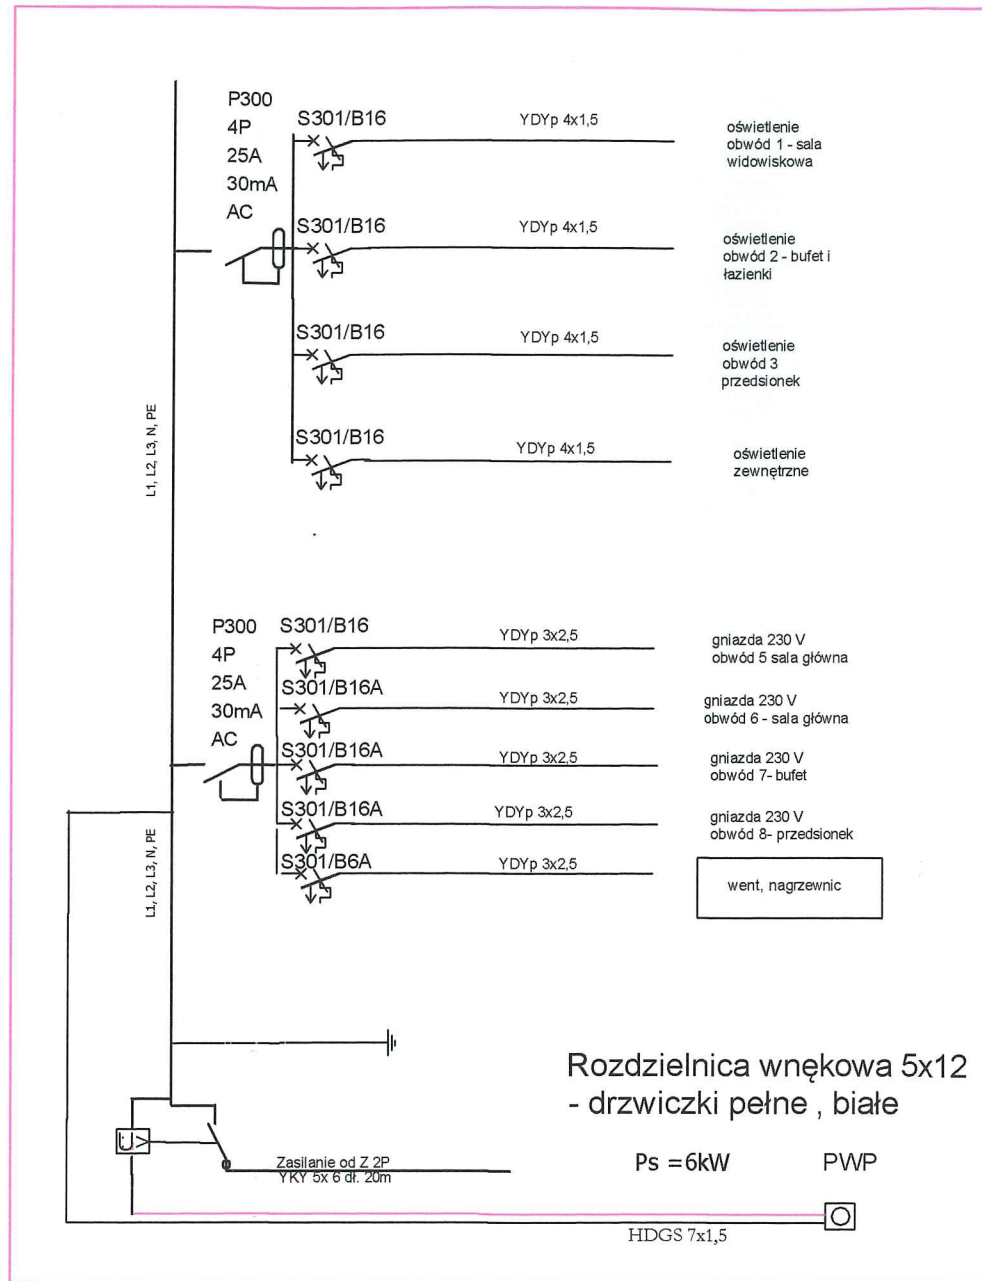 P300
4P
25A
30mA
AC
S301/B16
YDYp 4x1,5
oświetlenie
obwód 1 - sala
widowiskowa
S301/B16
YDYp 4x1,5
oświetlenie
obwód 2 - bufet i
łazienki
S301/B16
YDYp 4x1,5
oświetlenie
obwód 3
przedsionek
S301/B16
YDYp 4x1,5
oświetlenie
zewnętrzne
L1, L2, L3, N, PE
P300
4P
25A
30mA
AC
S301/B16
YDYp 3x2,5
gniazda 230 V
obwód 5 sala główna
S301/B16A
YDYp 3x2,5
gniazda 230 V
obwód 6 - sala główna
S301/B16A
YDYp 3x2,5
gniazda 230 V
obwód 7- bufet
S301/B16A
YDYp 3x2,5
gniazda 230 V
obwód 8- przedsionek
S301/B6A
YDYp 3x2,5
went, nagrzewnic
L1, L2, L3, N, PE
Rozdzielnica wnękowa 5x12
- drzwiczki pełne , białe
U>
Zasilanie od Z 2P
YKY 5x 6 dł. 20m
Ps =6kW
PWP
HDGS 7x1,5